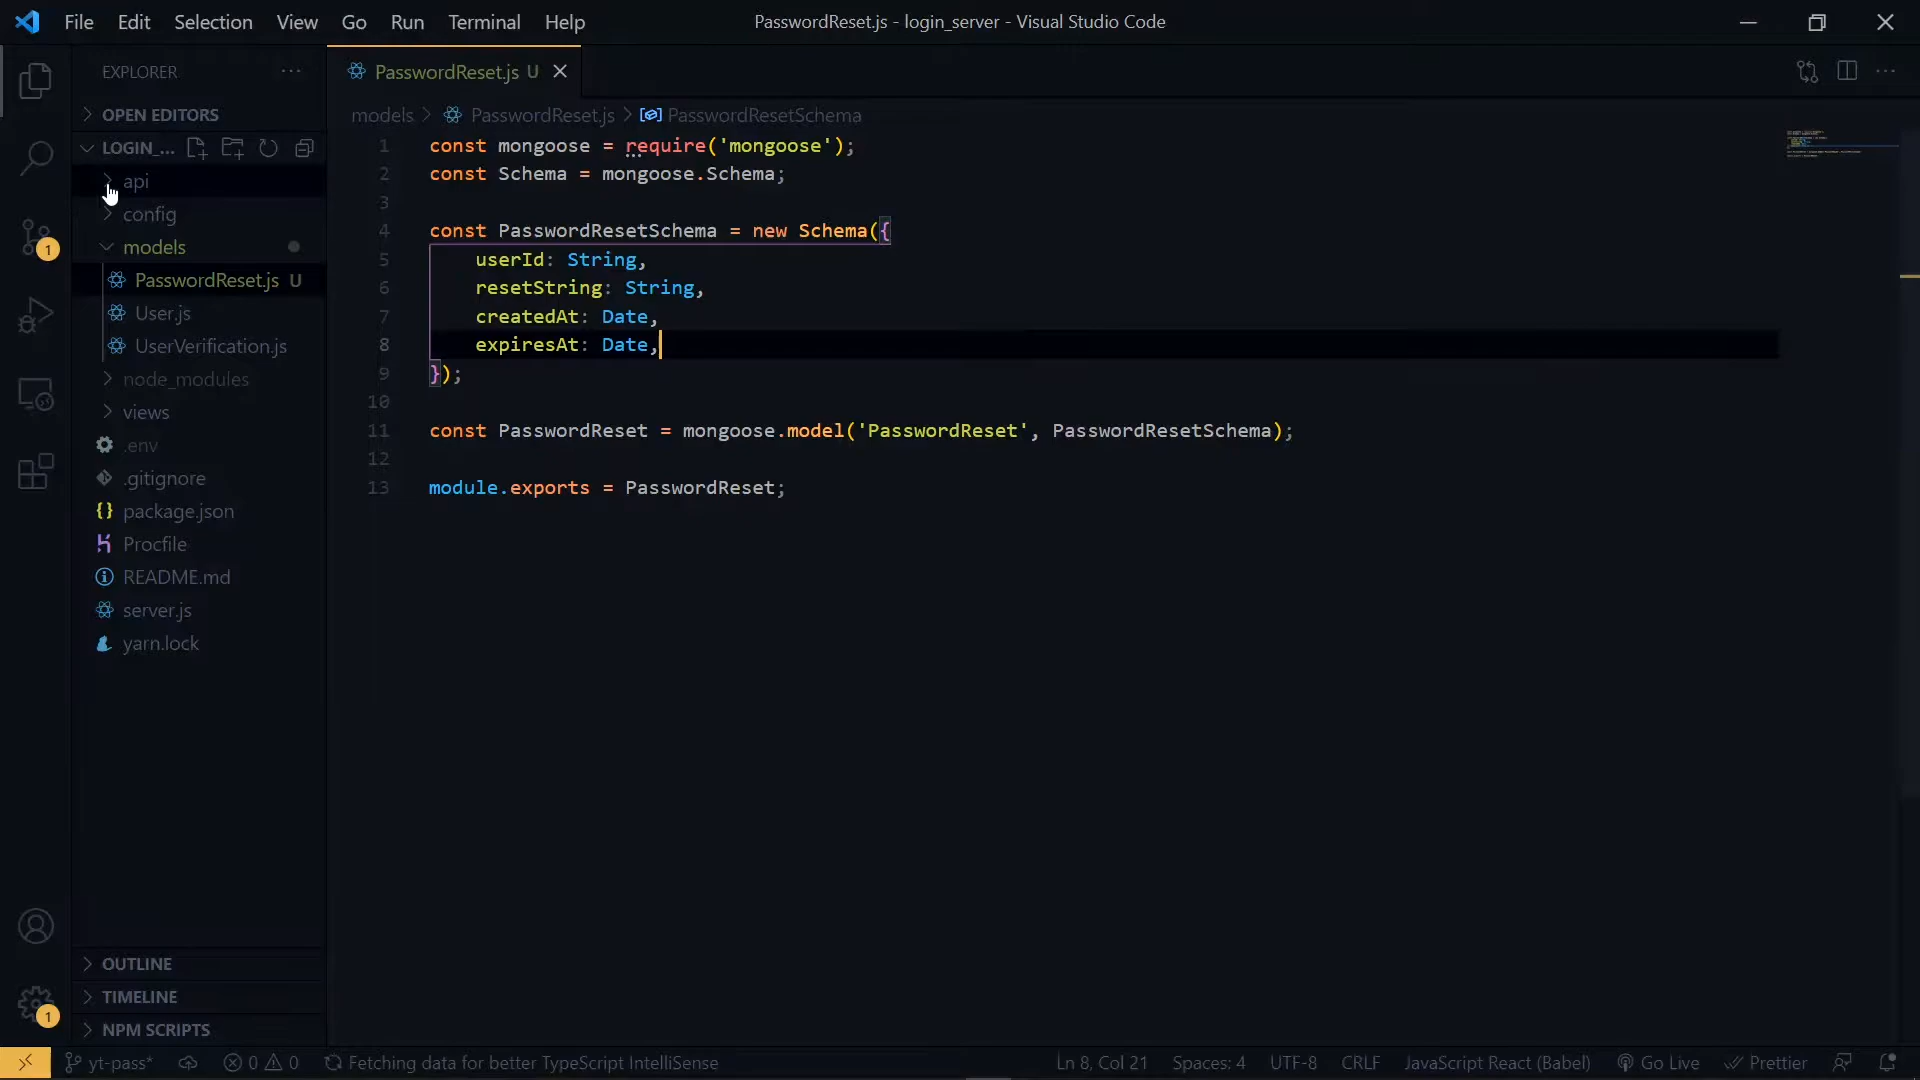 File Edit Selection View Go Run Terminal Help
PasswordReset.js - login_server - Visual Studio Code
EXPLORER
PasswordReset.js U
OPEN EDITORS
LOGIN_...
api
config
models
PasswordReset.js U
User.js
UserVerification.js
node_modules
views
.env
.gitignore
package.json
Procfile
README.md
server.js
yarn.lock
OUTLINE
TIMELINE
NPM SCRIPTS
1
1
models > PasswordReset.js > PasswordResetSchema
1 const mongoose = require('mongoose');
2 const Schema = mongoose.Schema;
3
4 const PasswordResetSchema = new Schema({
5 userId: String,
6 resetString: String,
7 createdAt: Date,
8 expiresAt: Date,
9 });
10
11 const PasswordReset = mongoose.model('PasswordReset', PasswordResetSchema);
12
13 module.exports = PasswordReset;
yt-pass* 0 0 Fetching data for better TypeScript IntelliSense Ln 8, Col 21 Spaces: 4 UTF-8 CRLF JavaScript React (Babel) Go Live Prettier